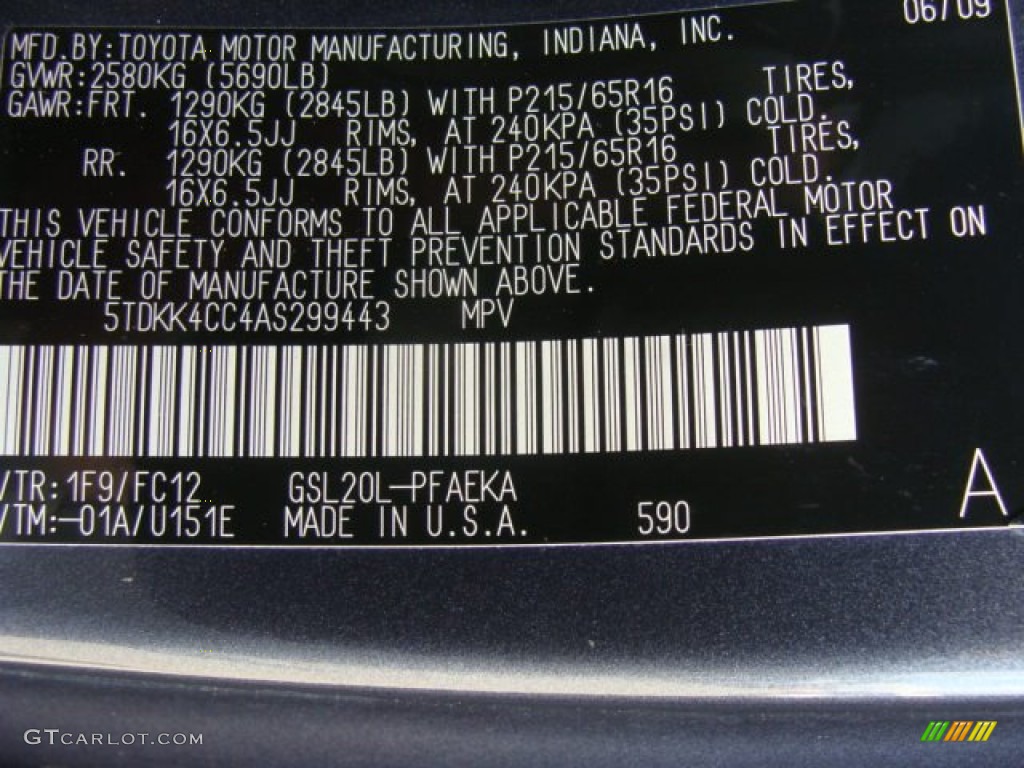 06/09
MFD.BY:TOYOTA MOTOR MANUFACTURING, INDIANA, INC.
GVWR:2580KG (5690LB)
GAWR:FRT. 1290KG (2845LB) WITH P215/65R16 TIRES,
16X6.5JJ RIMS, AT 240KPA (35PSI) COLD.
RR. 1290KG (2845LB) WITH P215/65R16 TIRES,
16X6.5JJ RIMS, AT 240KPA (35PSI) COLD.
THIS VEHICLE CONFORMS TO ALL APPLICABLE FEDERAL MOTOR
VEHICLE SAFETY AND THEFT PREVENTION STANDARDS IN EFFECT ON
THE DATE OF MANUFACTURE SHOWN ABOVE.
5TDKK4CC4AS299443 MPV
/TR:1F9/FC12 GSL20L-PFAEKA
/TM:-01A/U151E MADE IN U.S.A. 590 A
GTCARLOT.COM